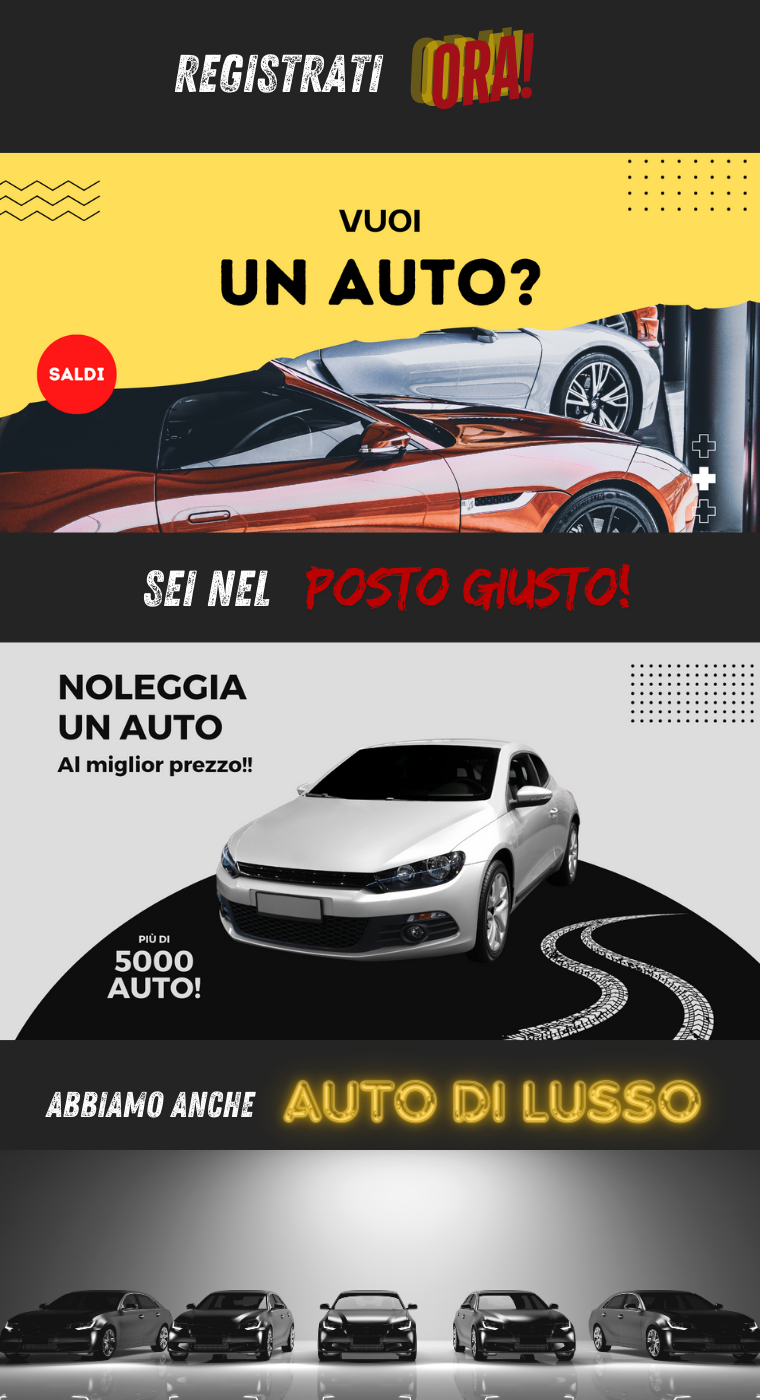 REGISTRATI ORA!
VUOI
UN AUTO?
SALDI
SEI NEL POSTO GIUSTO!
NOLEGGIA
UN AUTO
Al miglior prezzo!!
PIÙ DI
5000
AUTO!
ABBIAMO ANCHE AUTO DI LUSSO